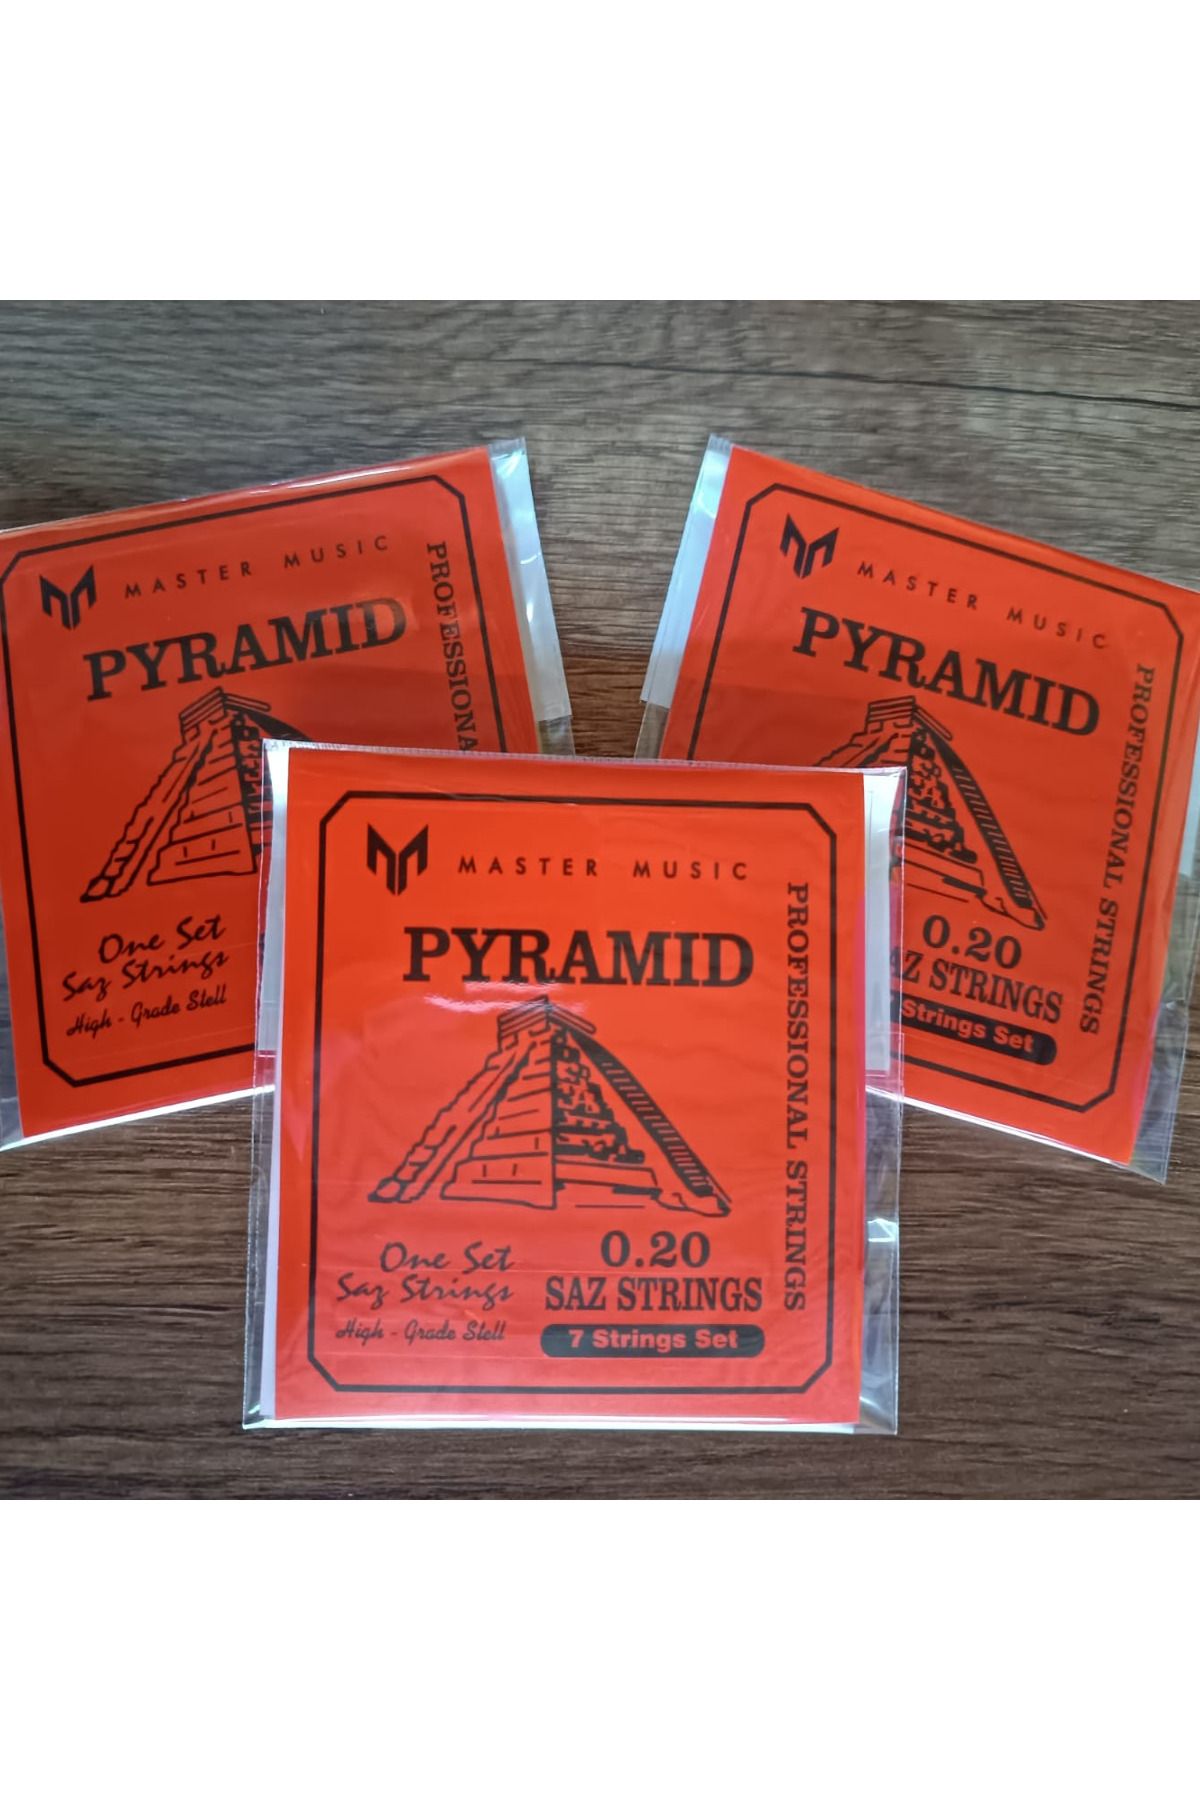 MASTER MUSIC
PYRAMID
PROFESSIONAL
One Set
Saz Strings
High - Grade Stell
MASTER MUSIC
PYRAMID
PROFESSIONAL STRINGS
0.20
STRINGS
Strings Set
MASTER MUSIC
PYRAMID
PROFESSIONAL STRINGS
One Set
Saz Strings
High - Grade Stell
0.20
SAZ STRINGS
7 Strings Set